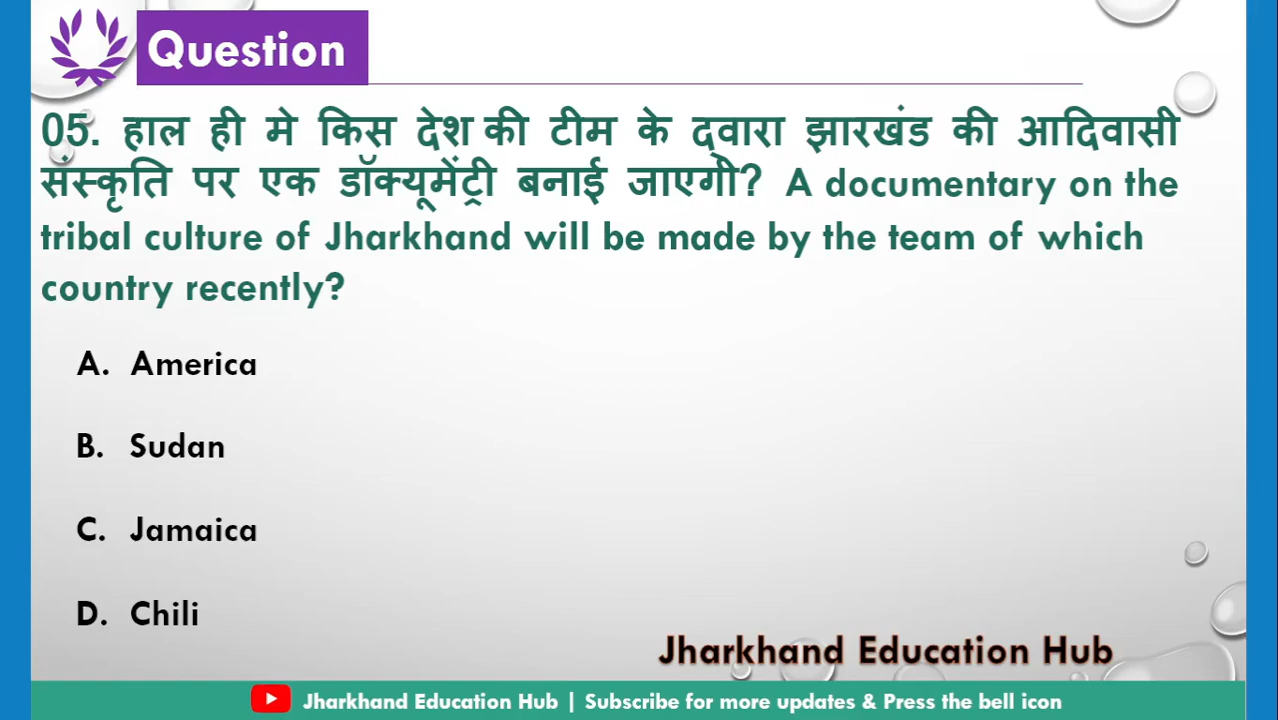 Question
05. हाल ही मे किस देश की टीम के द्वारा झारखंड की आदिवासी
संस्कृति पर एक डॉक्यूमेंट्री बनाई जाएगी? A documentary on the
tribal culture of Jharkhand will be made by the team of which
country recently?
A. America
B. Sudan
C. Jamaica
D. Chili
Jharkhand Education Hub
Jharkhand Education Hub | Subscribe for more updates & Press the bell icon